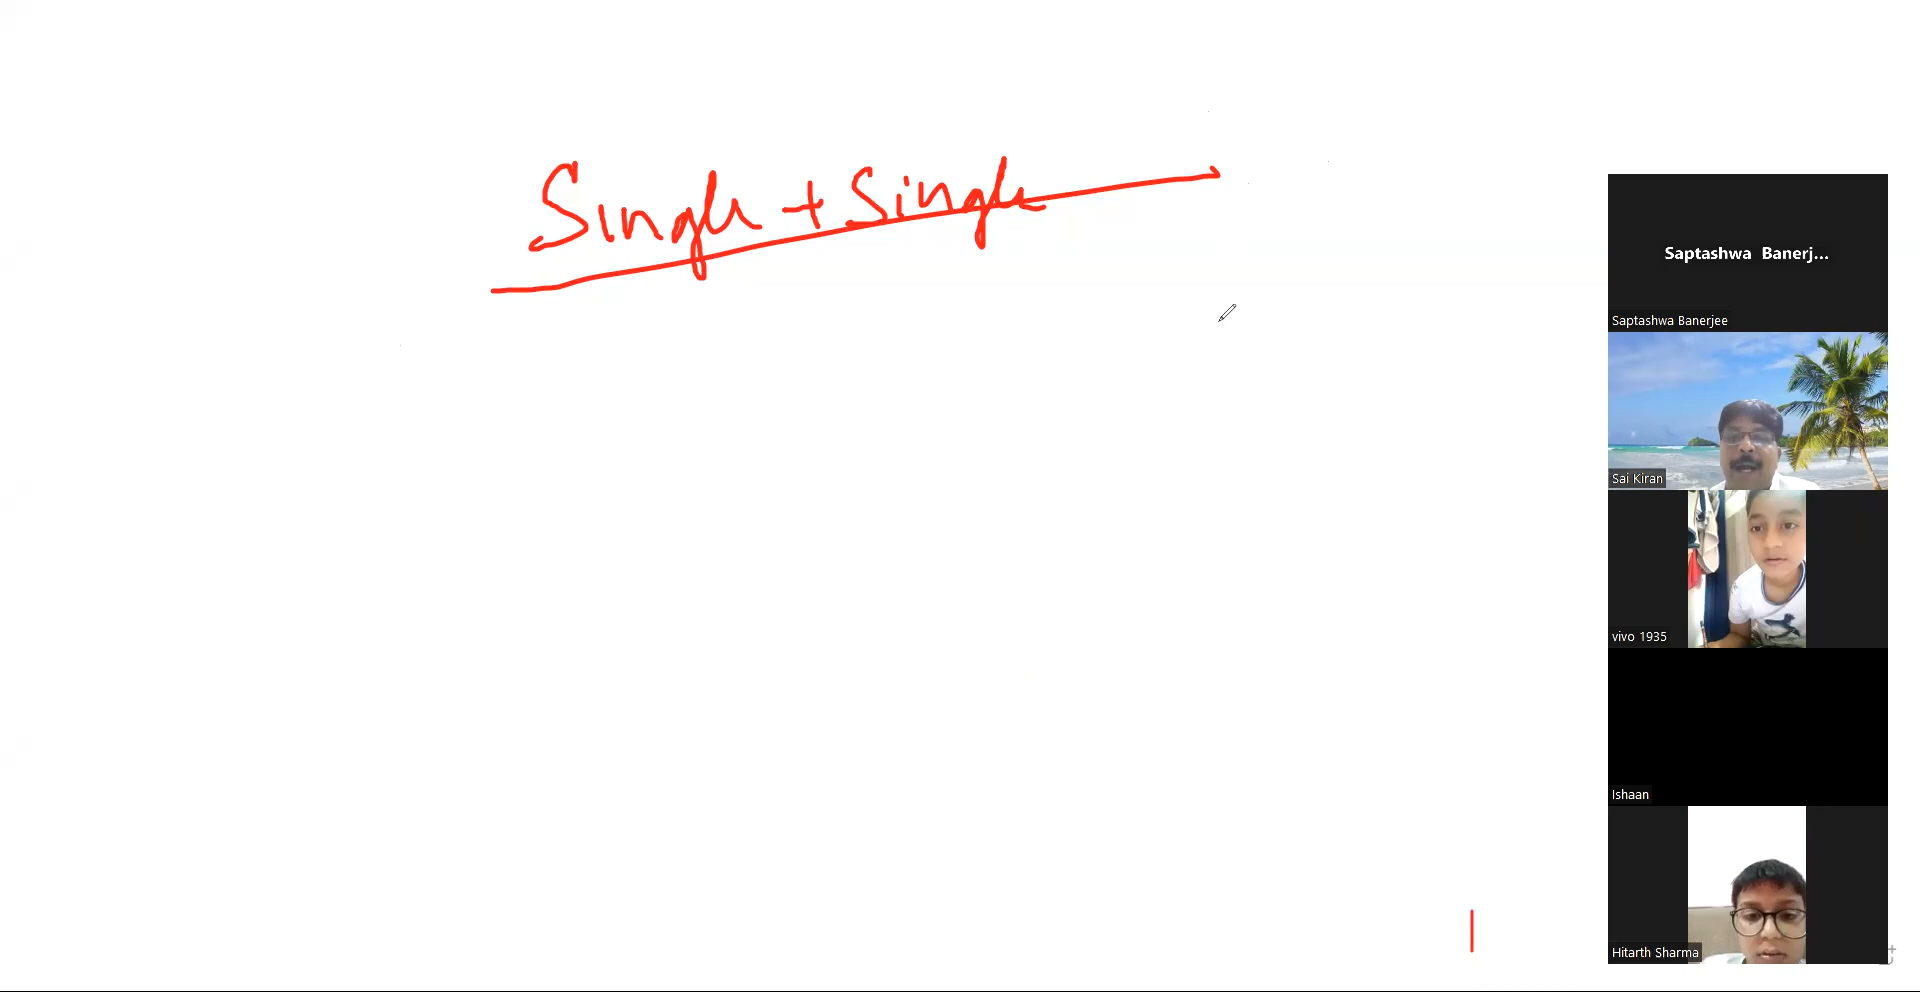 Single + Single
Saptashwa Banerj...
Saptashwa Banerjee
Sai Kiran
vivo 1935
Ishaan
Hitarth Sharma